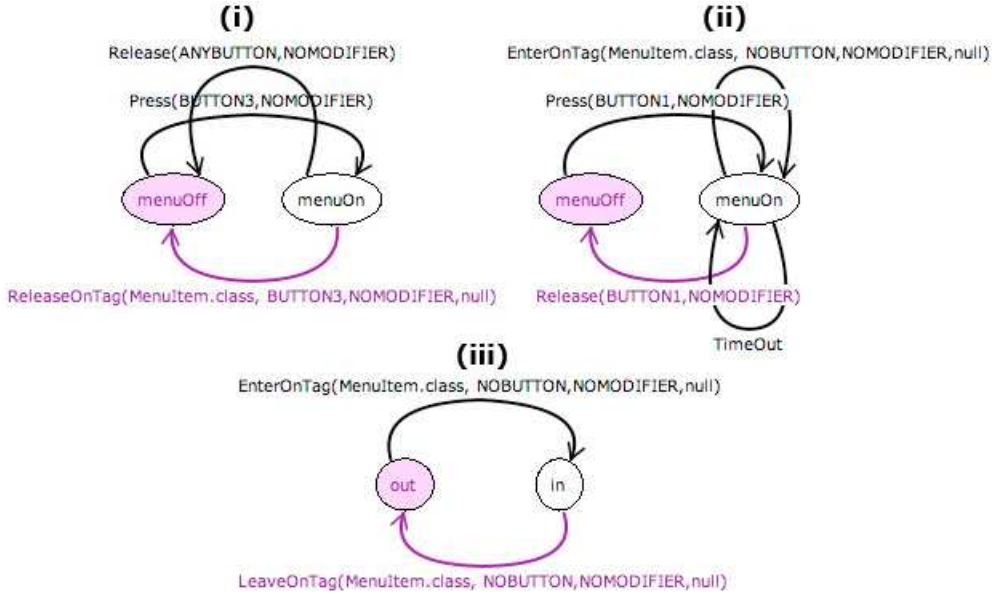 (i)
Release(ANYBUTTON,NOMODIFIER)
Press(BUTTON3,NOMODIFIER)
menuOff
menuOn
ReleaseOnTag(MenuItem.class, BUTTON3,NOMODIFIER,null)
(ii)
EnterOnTag(MenuItem.class, NOBUTTON,NOMODIFIER,null)
Press(BUTTON1,NOMODIFIER)
menuOff
menuOn
Release(BUTTON1,NOMODIFIER)
TimeOut
(iii)
EnterOnTag(MenuItem.class, NOBUTTON,NOMODIFIER,null)
out
in
LeaveOnTag(MenuItem.class, NOBUTTON,NOMODIFIER,null)